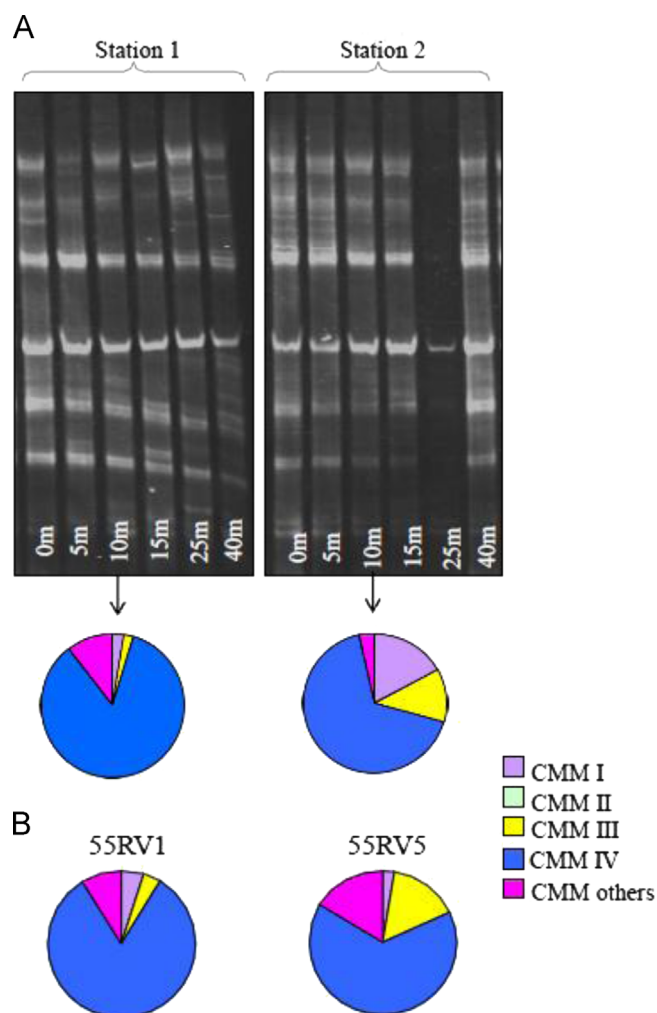 A
Station 1 Station 2
0m 5m 10m 15m 25m 40m 0m 5m 10m 15m 25m 40m
CMM I
CMM II
CMM III
CMM IV
CMM others
B
55RV1 55RV5